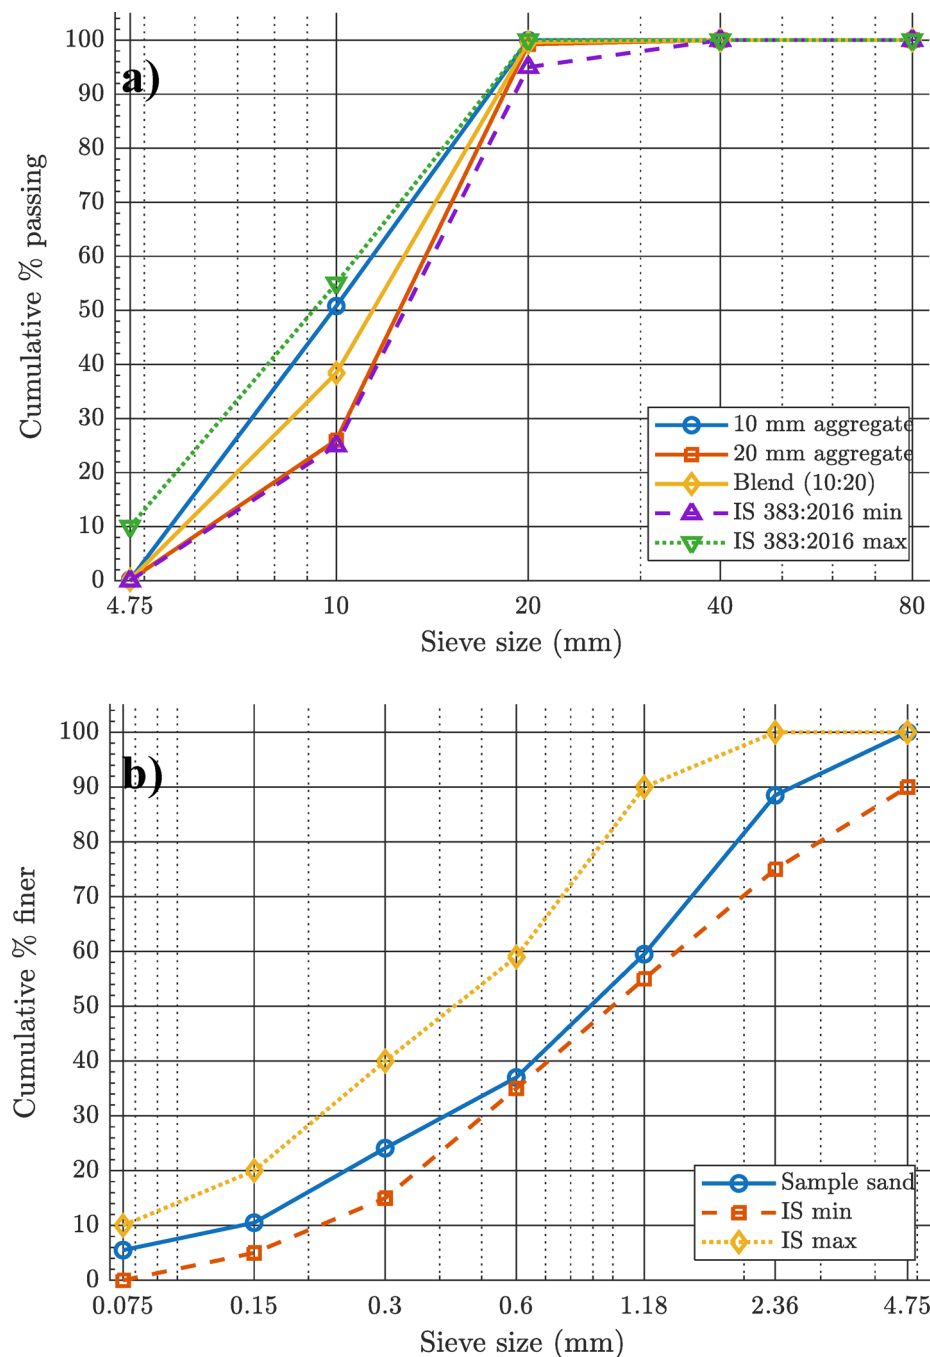 a)
100
90
80
70
60
50
40
30
20
10
0
Cumulative % passing
10 mm aggregate
20 mm aggregate
Blend (10:20)
IS 383:2016 min
IS 383:2016 max
4.75 10 20 40 80
Sieve size (mm)
b)
100
90
80
70
60
50
40
30
20
10
0
Cumulative % finer
Sample sand
IS min
IS max
0.075 0.15 0.3 0.6 1.18 2.36 4.75
Sieve size (mm)